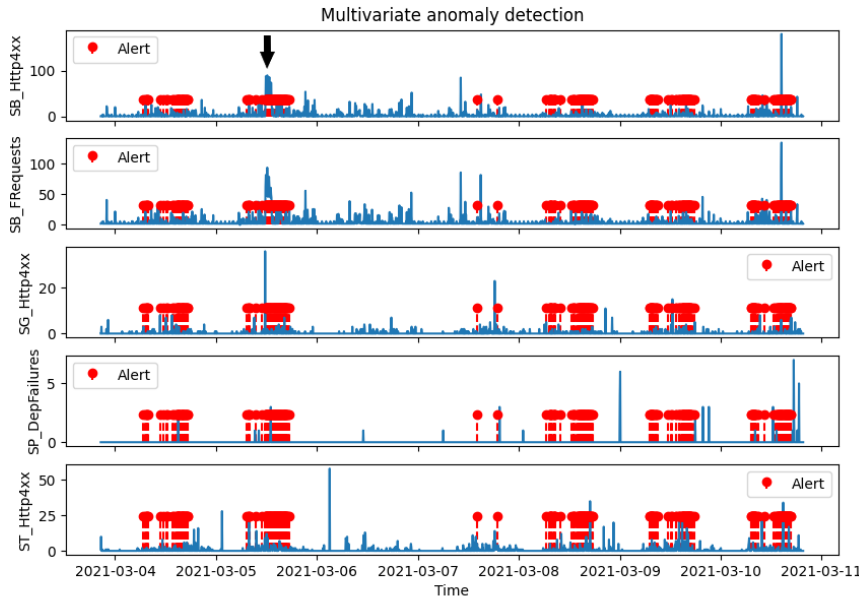 Multivariate anomaly detection
SB_Http4xx
100
0
Alert
SB_FRequests
100
50
0
Alert
SG_Http4xx
20
0
Alert
SP_DepFailures
5
0
Alert
ST_Http4xx
50
25
0
Alert
2021-03-04 2021-03-05 2021-03-06 2021-03-07 2021-03-08 2021-03-09 2021-03-10 2021-03-11
Time